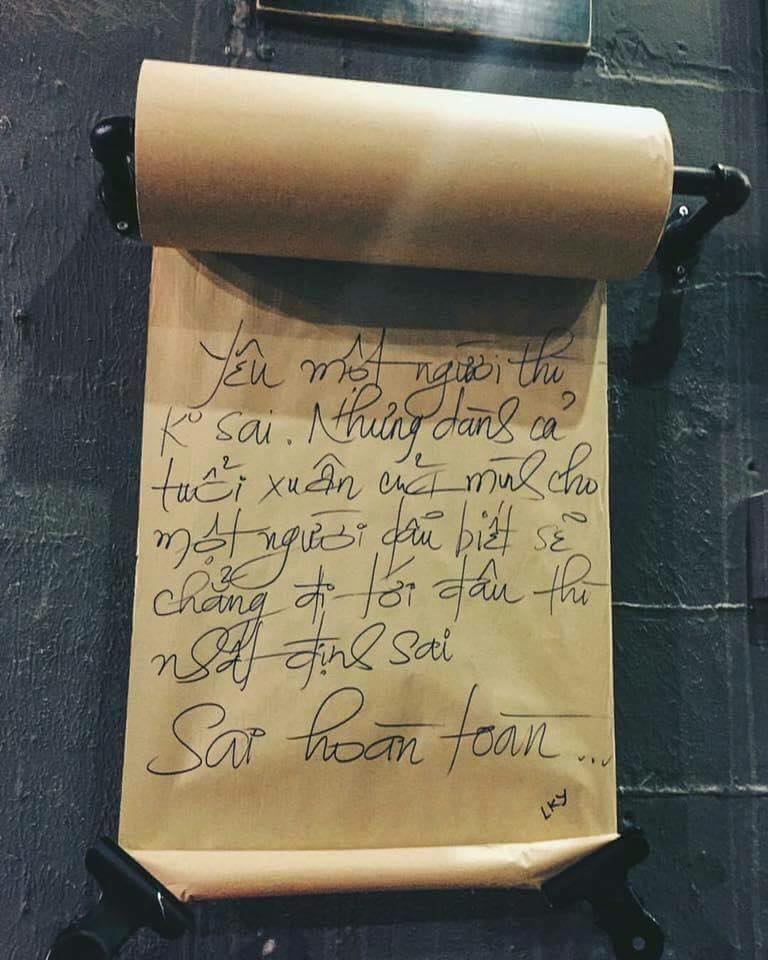 Yêu một người thì
k sai. Nhưng dành cả
tuổi xuân của mình cho
một người dẫu biết sẽ
chẳng đi tới đâu thì
nhất định sai
Sai hoàn toàn...
LKY